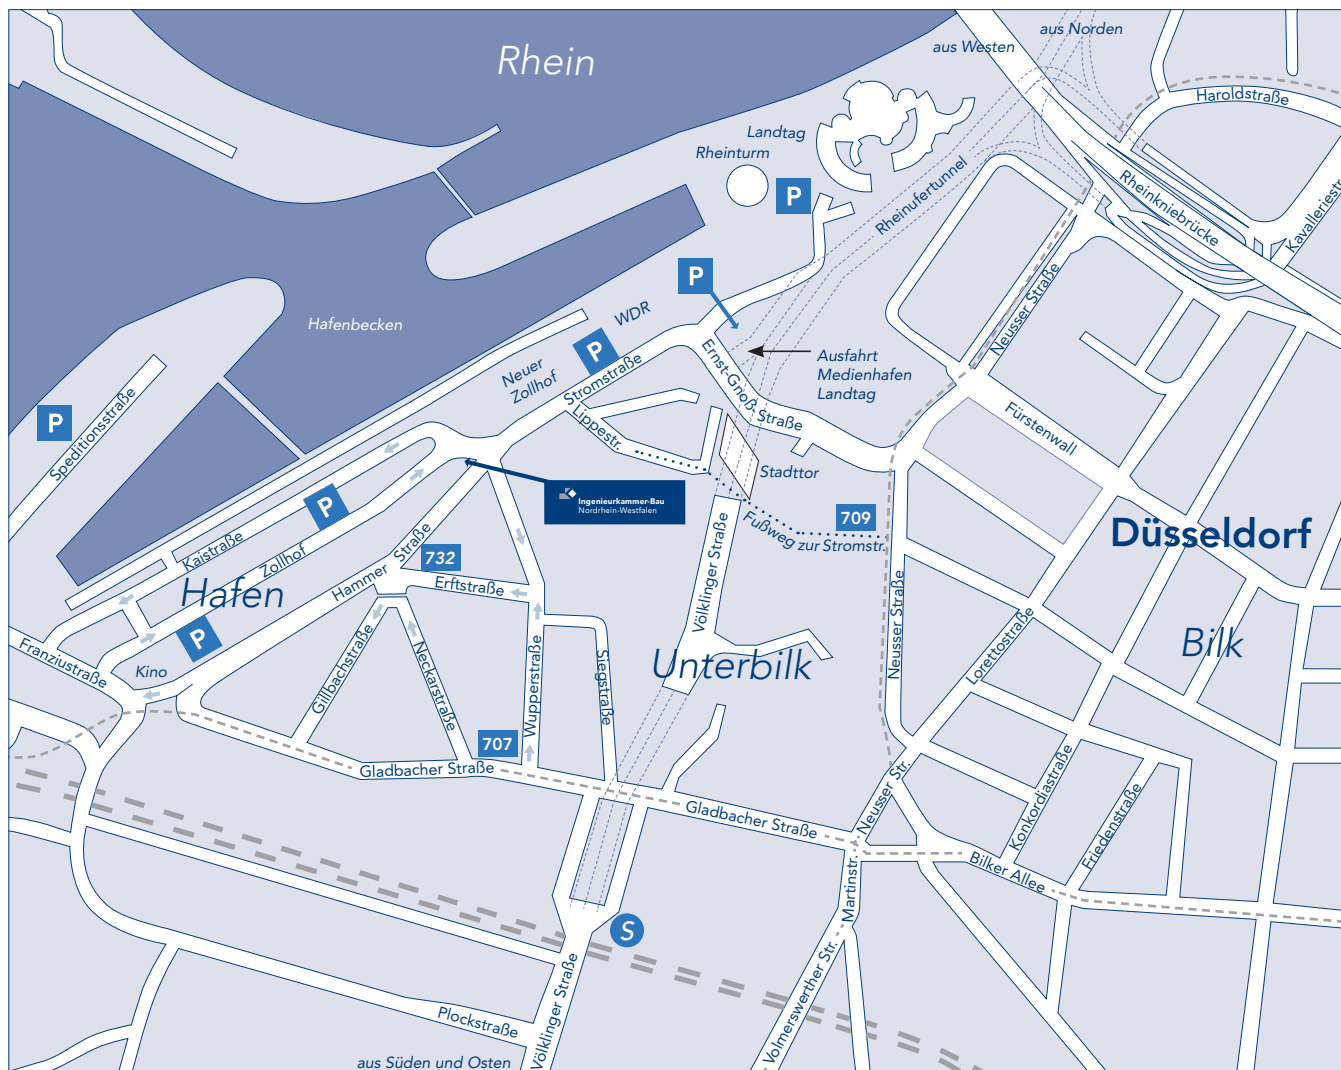 aus Norden
aus Westen
Rhein
Haroldstraße
Landtag
Rheinturm
P
Rheinufertunnel
Rheinkniebrücke
Kavalleriestr.
P
Neusser Straße
WDR
Hafenbecken
P
Neuer
Zollhof
Stromstraße
Ernst-Gnoß-Straße
Ausfahrt
Medienhafen
Landtag
P
Speditionsstraße
Lippestr.
Fürstenwall
Stadttor
Ingenieurkammer-Bau
Nordrhein-Westfalen
P
709
Fußweg zur Stromstr.
Düsseldorf
Kaistraße
Zollhof
Hammer Straße
732
Erftstraße
Völklinger Straße
Neusser Straße
Hafen
P
Franziustraße
Kino
Gillbachstraße
Neckarstraße
Wupperstraße
Siegstraße
Unterbilk
Lorettostraße
Bilk
707
Gladbacher Straße
Gladbacher Straße
Neusser Str.
Konkordiastraße
Friedenstraße
Bilker Allee
Martinstr.
S
Volmerswerther Str.
Völklinger Straße
Plockstraße
aus Süden und Osten